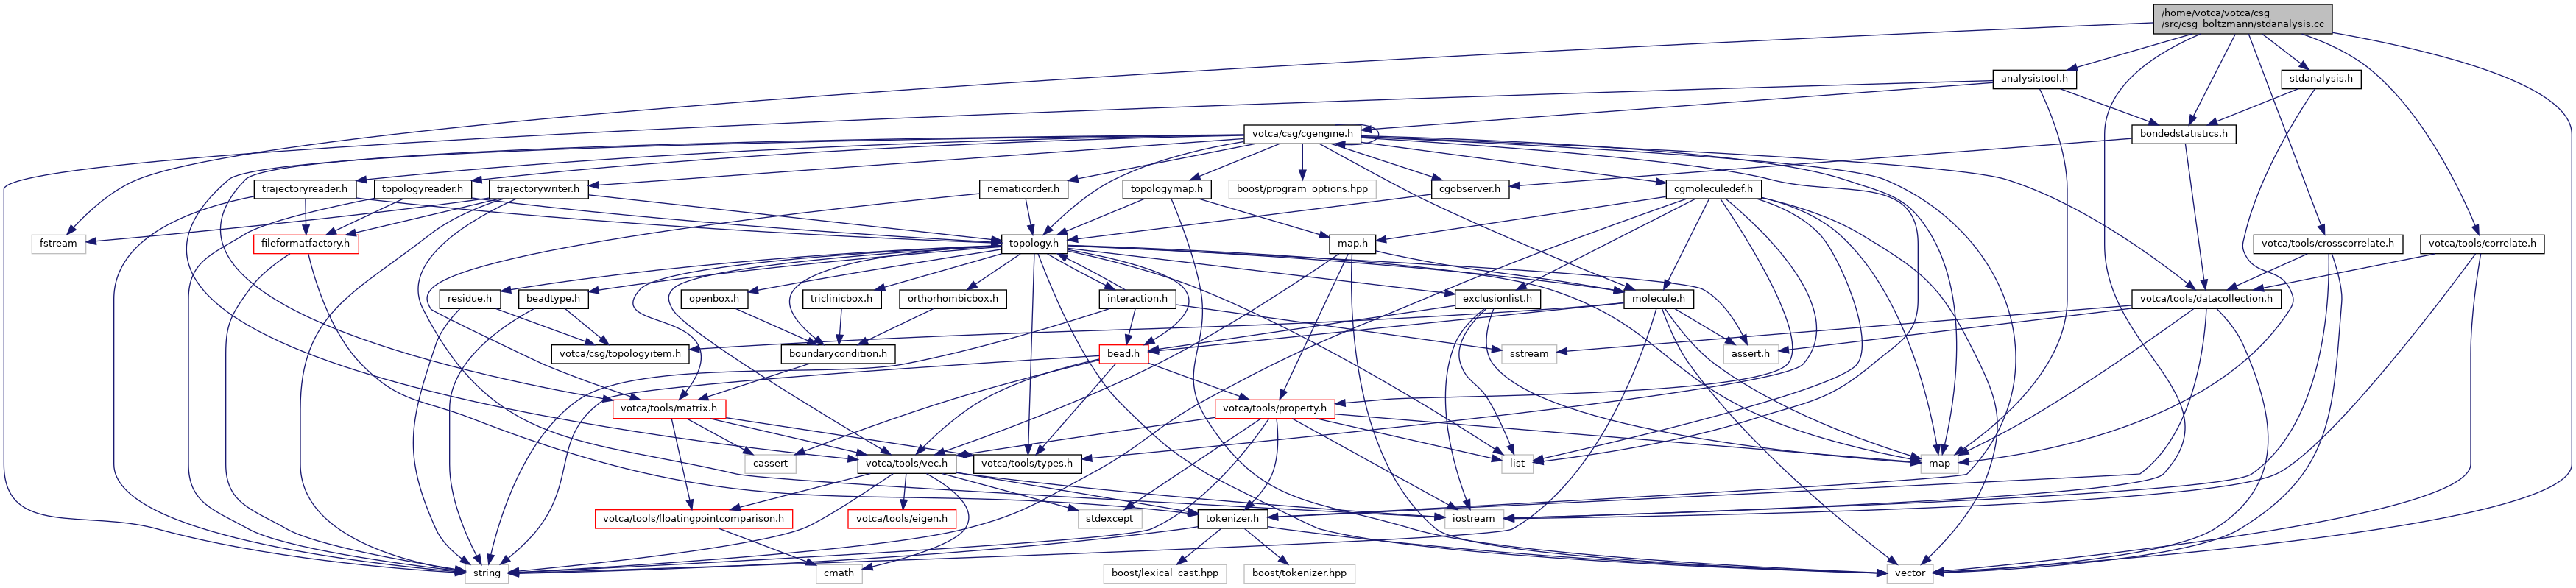 /home/votca/votca/csg
/src/csg_boltzmann/stdanalysis.cc
analysistool.h
stdanalysis.h
votca/csg/cgengine.h
bondedstatistics.h
trajectoryreader.h
topologyreader.h
trajectorywriter.h
nematicorder.h
topologymap.h
boost/program_options.hpp
cgobserver.h
cgmoleculedef.h
fstream
fileformatfactory.h
topology.h
map.h
votca/tools/crosscorrelate.h
votca/tools/correlate.h
residue.h
beadtype.h
openbox.h
triclinicbox.h
orthorhombicbox.h
interaction.h
exclusionlist.h
molecule.h
votca/tools/datacollection.h
votca/csg/topologyitem.h
boundarycondition.h
bead.h
sstream
assert.h
votca/tools/matrix.h
votca/tools/property.h
cassert
votca/tools/vec.h
votca/tools/types.h
list
map
votca/tools/floatingpointcomparison.h
votca/tools/eigen.h
stdexcept
tokenizer.h
iostream
string
cmath
boost/lexical_cast.hpp
boost/tokenizer.hpp
vector